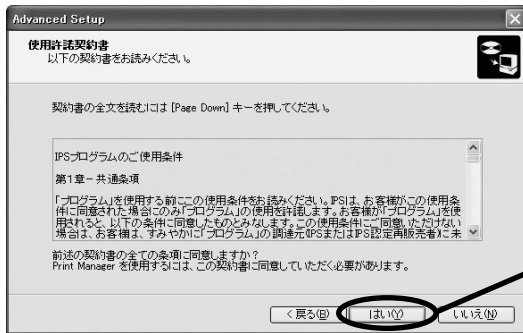 Advanced Setup
使用許諾契約書
以下の契約書をお読みください。
契約書の全文を読むには [Page Down] キーを押してください。
IPSプログラムのご使用条件
第1章－共通条項
「プログラム」を使用する前にこの使用条件をお読みください。IPSは、お客様がこの使用条
件に同意された場合にのみ「プログラム」の使用を許諾します。お客様が「プログラム」を使
用されると、以下の条件に同意したものとみなします。この使用条件にご同意いただけない
場合は、お客様は、すみやかに「プログラム」の調達元(IPSまたはIPS認定再販売者)に未
前述の契約書の全ての条項に同意しますか？
Print Manager を使用するには、この契約書に同意していただく必要があります。
< 戻る(B)
はい(Y)
いいえ(N)